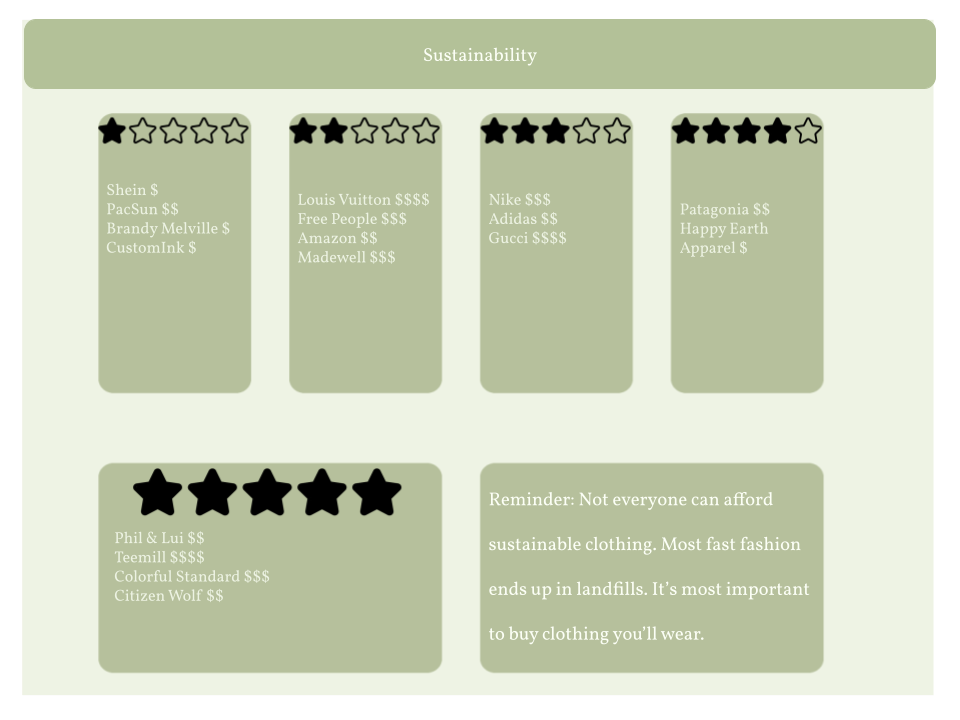 Sustainability
Shein $
PacSun $$
Brandy Melville $
CustomInk $
Louis Vuitton $$$$
Free People $$$
Amazon $$
Madewell $$$
Nike $$$
Adidas $$
Gucci $$$$
Patagonia $$
Happy Earth
Apparel $
Phil & Lui $$
Teemill $$$$
Colorful Standard $$$
Citizen Wolf $$
Reminder: Not everyone can afford
sustainable clothing. Most fast fashion
ends up in landfills. It's most important
to buy clothing you'll wear.